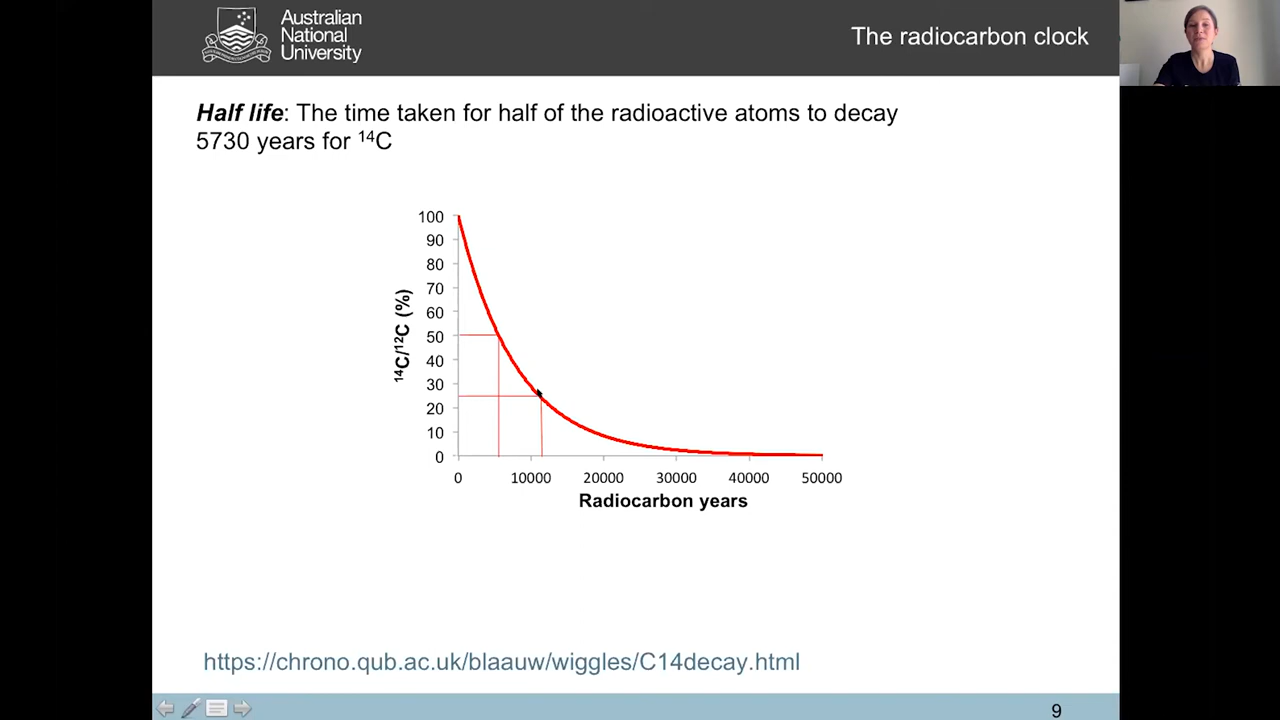 Australian
National
University
The radiocarbon clock
Half life: The time taken for half of the radioactive atoms to decay
5730 years for ¹⁴C
100
90
80
70
60
50
40
30
20
10
0
¹⁴C/¹²C (%)
0 10000 20000 30000 40000 50000
Radiocarbon years
https://chrono.qub.ac.uk/blaauw/wiggles/C14decay.html
9